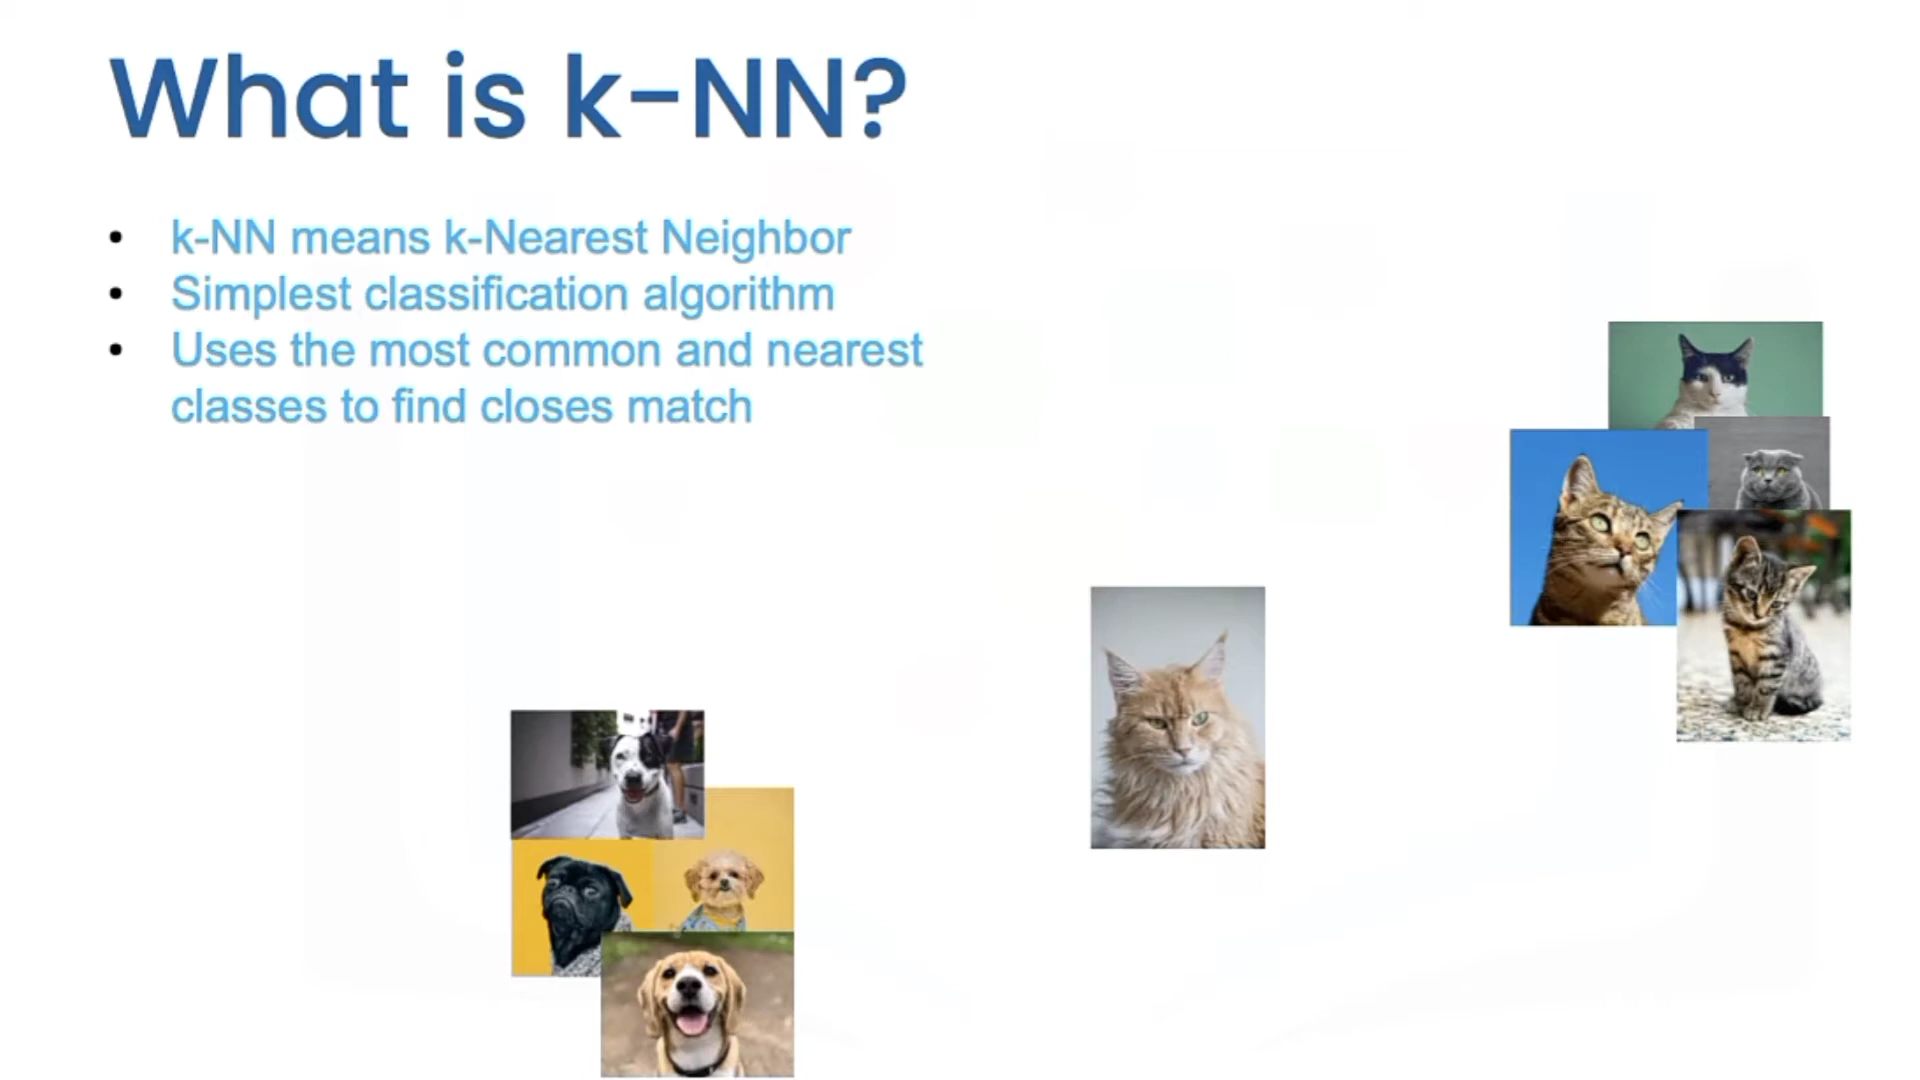 What is k-NN?
• k-NN means k-Nearest Neighbor
• Simplest classification algorithm
• Uses the most common and nearest
classes to find closes match